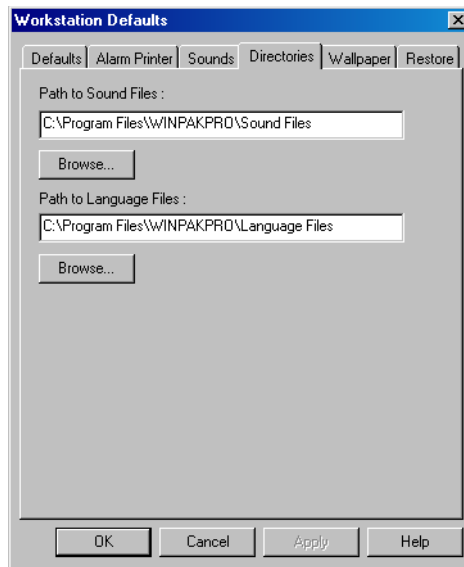 Workstation Defaults
Defaults Alarm Printer Sounds Directories Wallpaper Restore
Path to Sound Files :
C:\Program Files\WINPAKPRO\Sound Files
Browse...
Path to Language Files :
C:\Program Files\WINPAKPRO\Language Files
Browse...
OK Cancel Apply Help